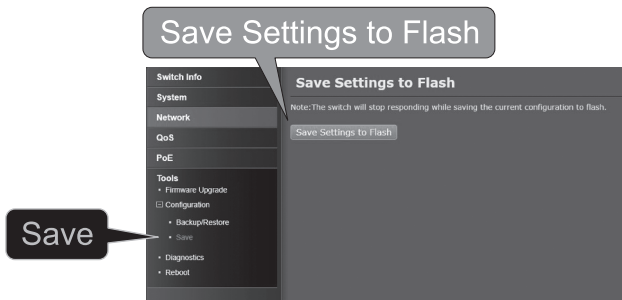 Save Settings to Flash
Switch Info
System
Network
QoS
PoE
Tools
• Firmware Upgrade
Configuration
• Backup/Restore
• Save
• Diagnostics
• Reboot
Save Settings to Flash
Note:The switch will stop responding while saving the current configuration to flash.
Save Settings to Flash
Save